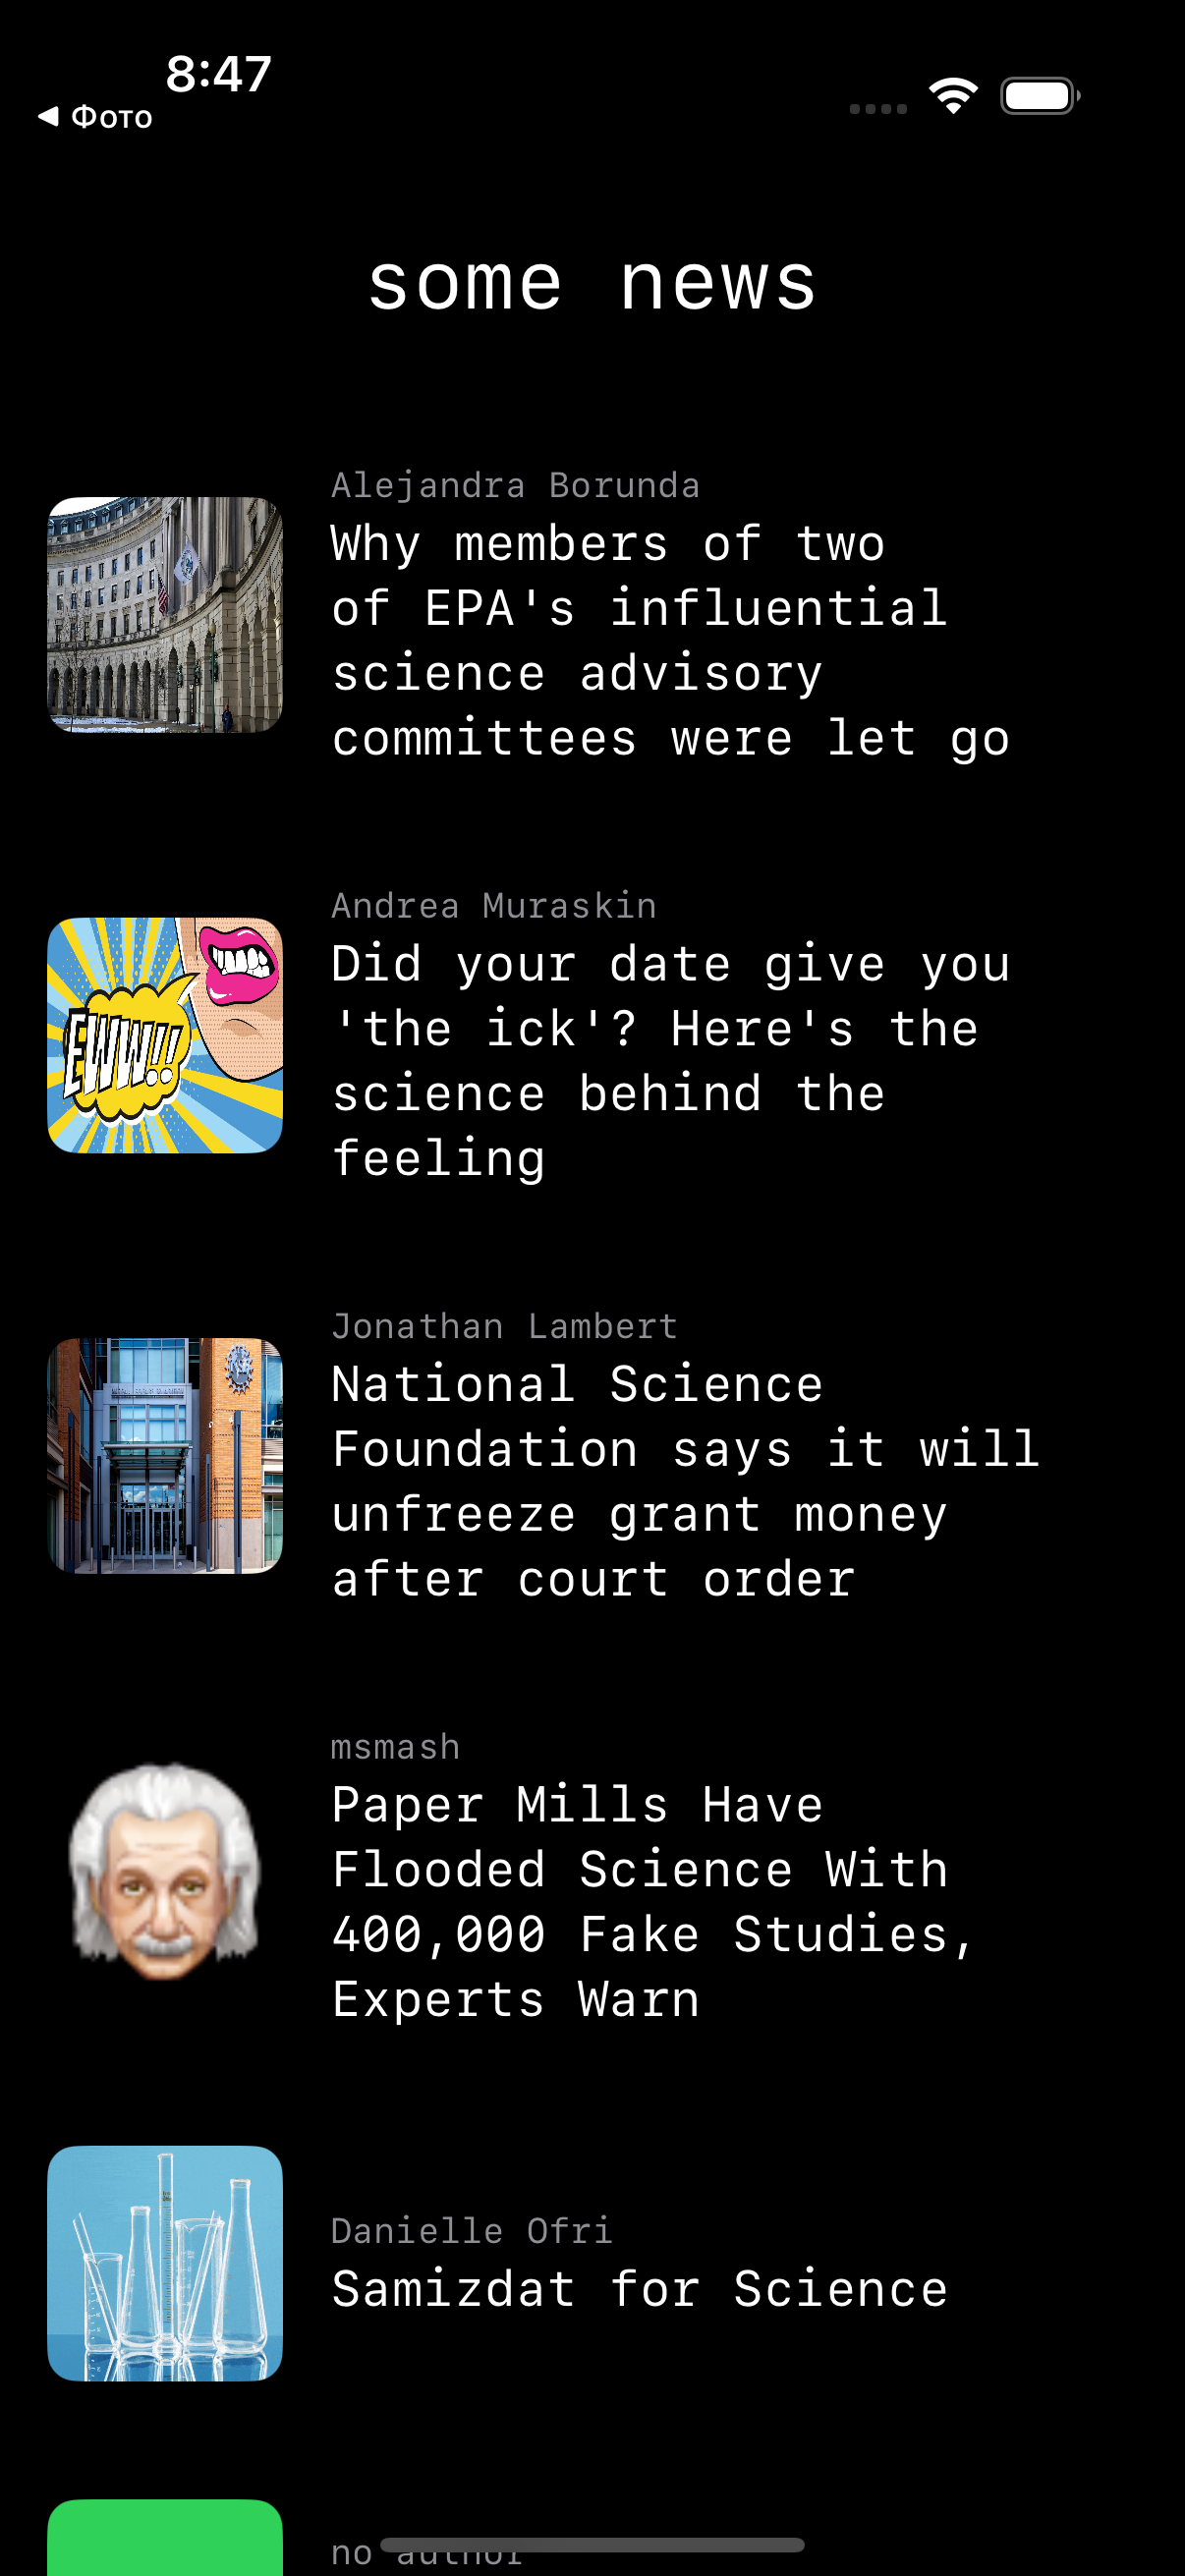 8:47
◀ Фото
some news
Alejandra Borunda
Why members of two
of EPA's influential
science advisory
committees were let go
Andrea Muraskin
Did your date give you
'the ick'? Here's the
science behind the
feeling
EWW!!
Jonathan Lambert
National Science
Foundation says it will
unfreeze grant money
after court order
msmash
Paper Mills Have
Flooded Science With
400,000 Fake Studies,
Experts Warn
Danielle Ofri
Samizdat for Science
no author